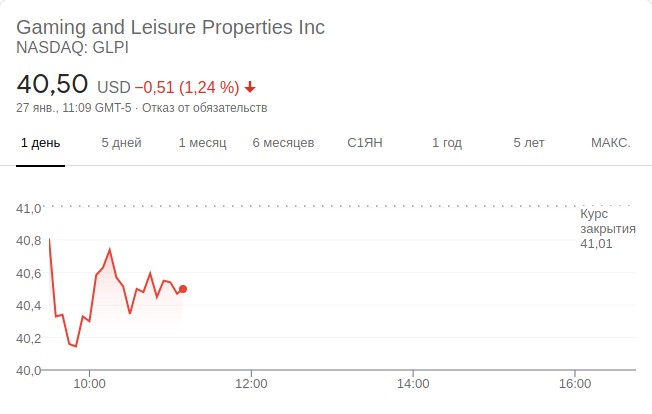 Gaming and Leisure Properties Inc
NASDAQ: GLPI
40,50 USD −0,51 (1,24 %)
27 янв., 11:09 GMT-5 · Отказ от обязательств
1 день 5 дней 1 месяц 6 месяцев С1ЯН 1 год 5 лет МАКС.
41,0
Курс
закрытия
41,01
40,8
40,6
40,4
40,2
40,0
10:00 12:00 14:00 16:00